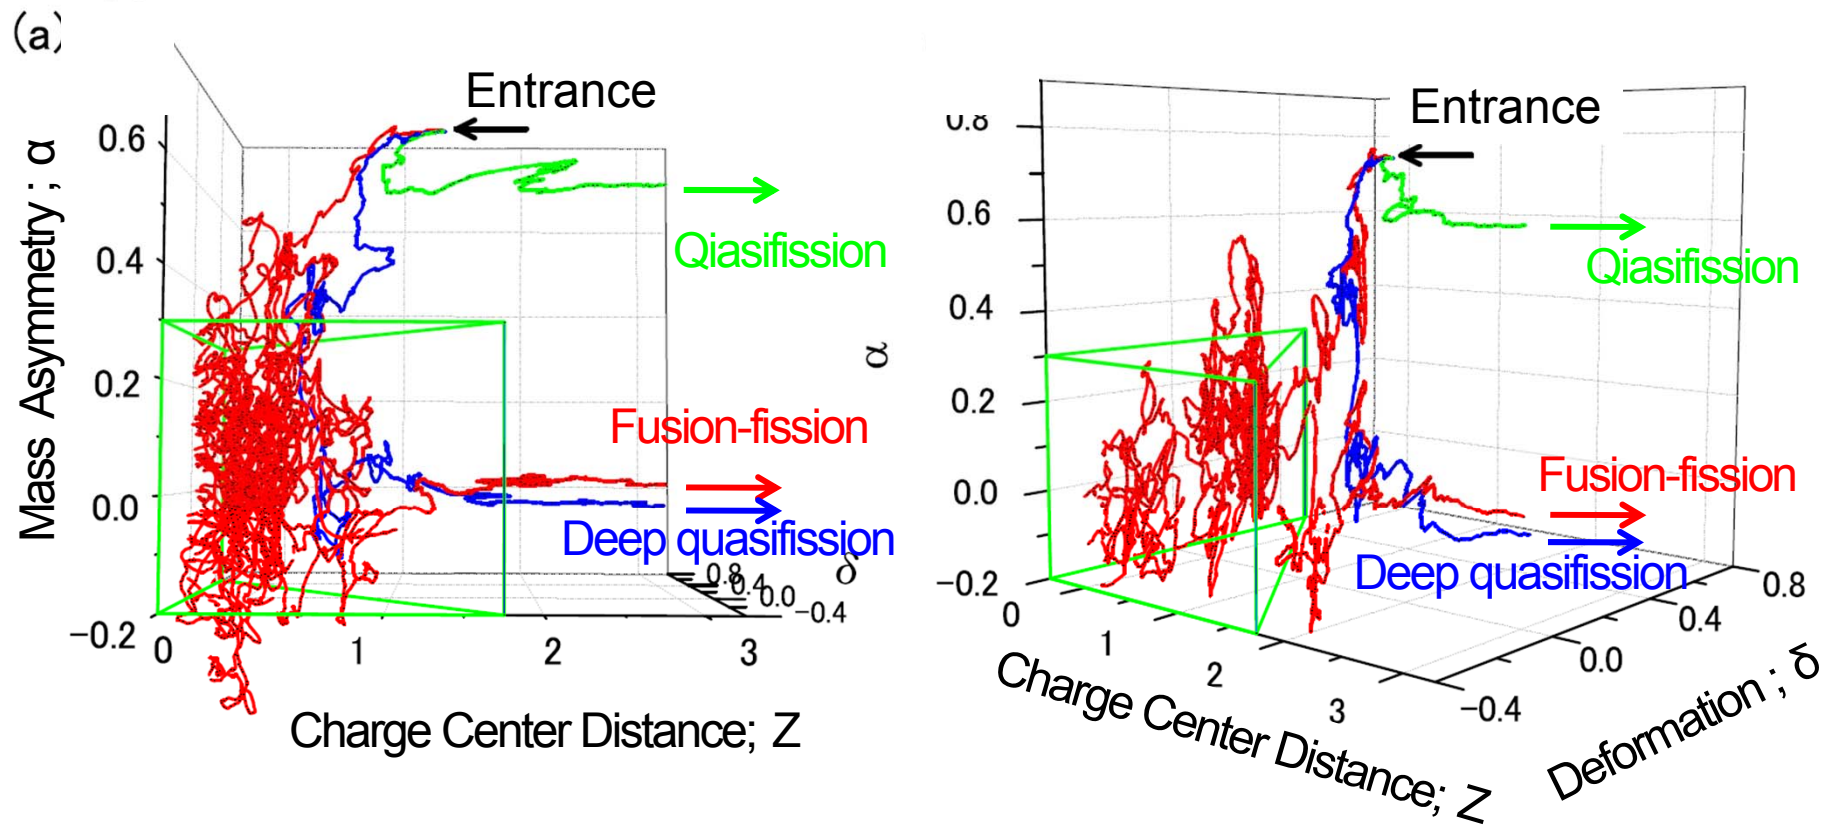 (a)
Entrance
0.6
0.4
0.2
0.0
-0.2
Mass Asymmetry ; α
Qiasifission
Fusion-fission
Deep quasifission
0.8
0.4
0.0
-0.4
δ
0
1
2
3
Charge Center Distance; Z
Entrance
0.8
0.6
0.4
0.2
0.0
-0.2
α
Qiasifission
Fusion-fission
Deep quasifission
0
1
2
3
Charge Center Distance; Z
0.8
0.4
0.0
-0.4
Deformation ; δ